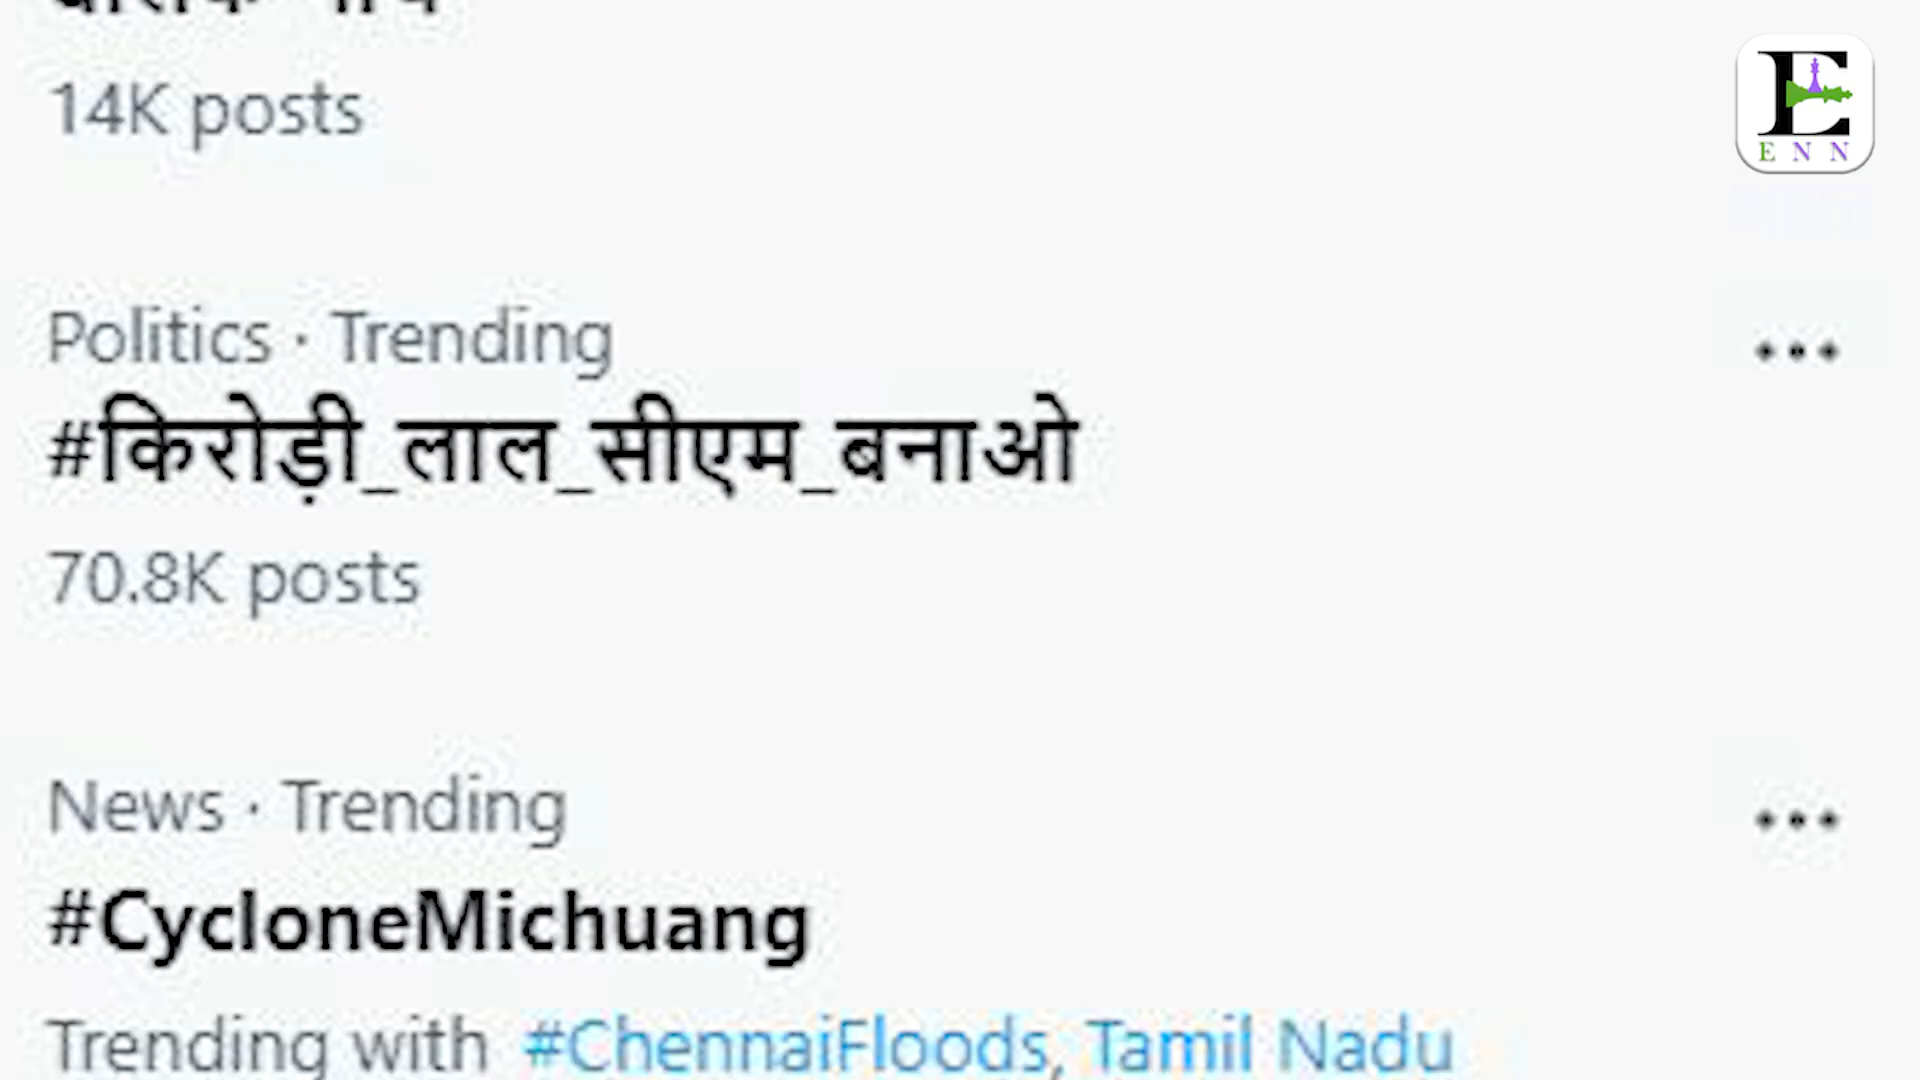 14K posts
E
E N N
Politics · Trending
#किरोड़ी_लाल_सीएम_बनाओ
70.8K posts
News · Trending
#CycloneMichuang
Trending with #ChennaiFloods, Tamil Nadu